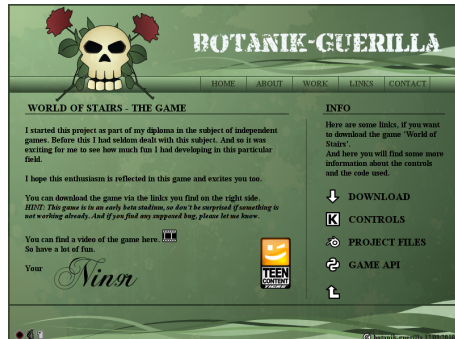 BOTANIK-GUERILLA
HOME ABOUT WORK LINKS CONTACT
WORLD OF STAIRS - THE GAME
I started this project as part of my diploma in the subject of independent
games. Before this I had seldom dealt with this subject. And so it was
exciting for me to see how much fun I had developing in this particular
field.
I hope this enthusiasm is reflected in this game and excites you too.
You can download the game via the links you find on the right side.
HINT: This game is in an early beta stadium, so don't be surprised if something is
not working already. And if you find any supposed bug, please let me know.
You can find a video of the game here.
So have a lot of fun.
Your
TEEN
CONTENT
INFO
Here are some links, if you want
to download the game 'World of
Stairs'.
And here you will find some more
information about the controls
and the code used.
DOWNLOAD
K CONTROLS
PROJECT FILES
GAME API
botanik-guerilla